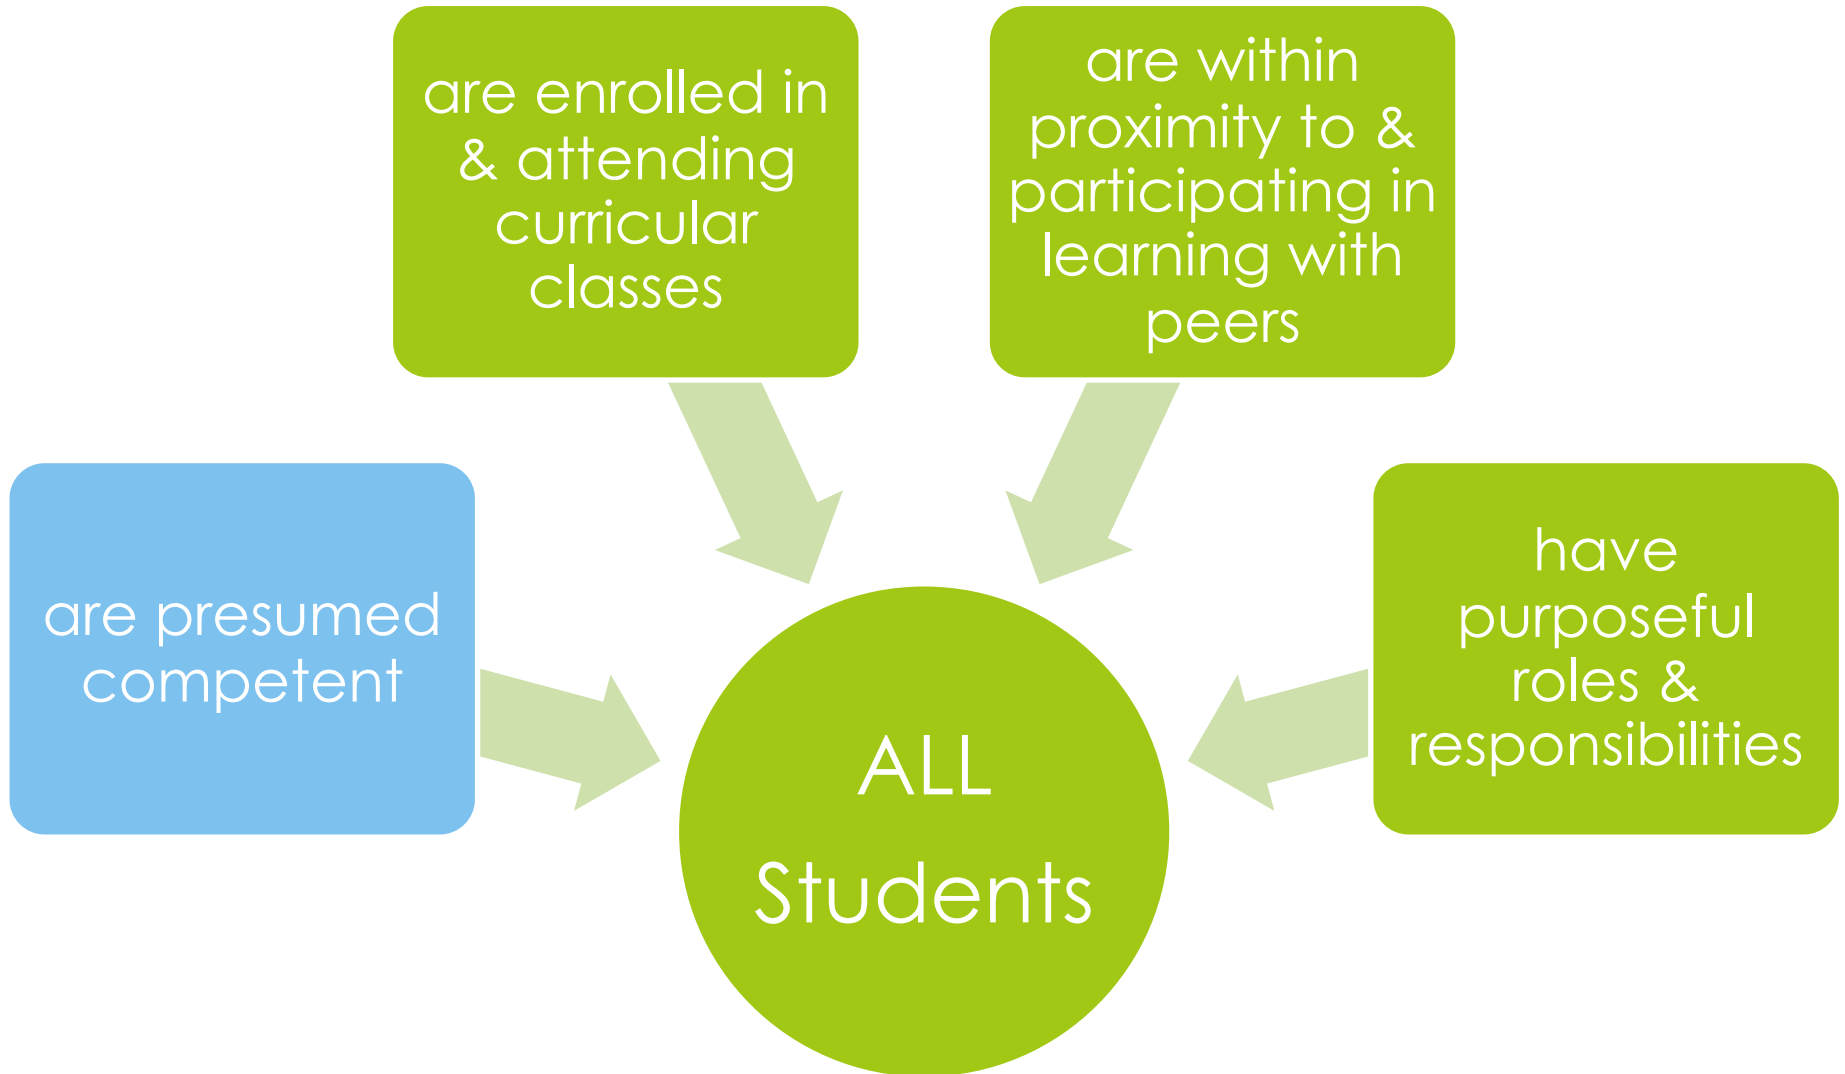 are enrolled in
& attending
curricular
classes
are within
proximity to &
participating in
learning with
peers
are presumed
competent
have
purposeful
roles &
responsibilities
ALL
Students